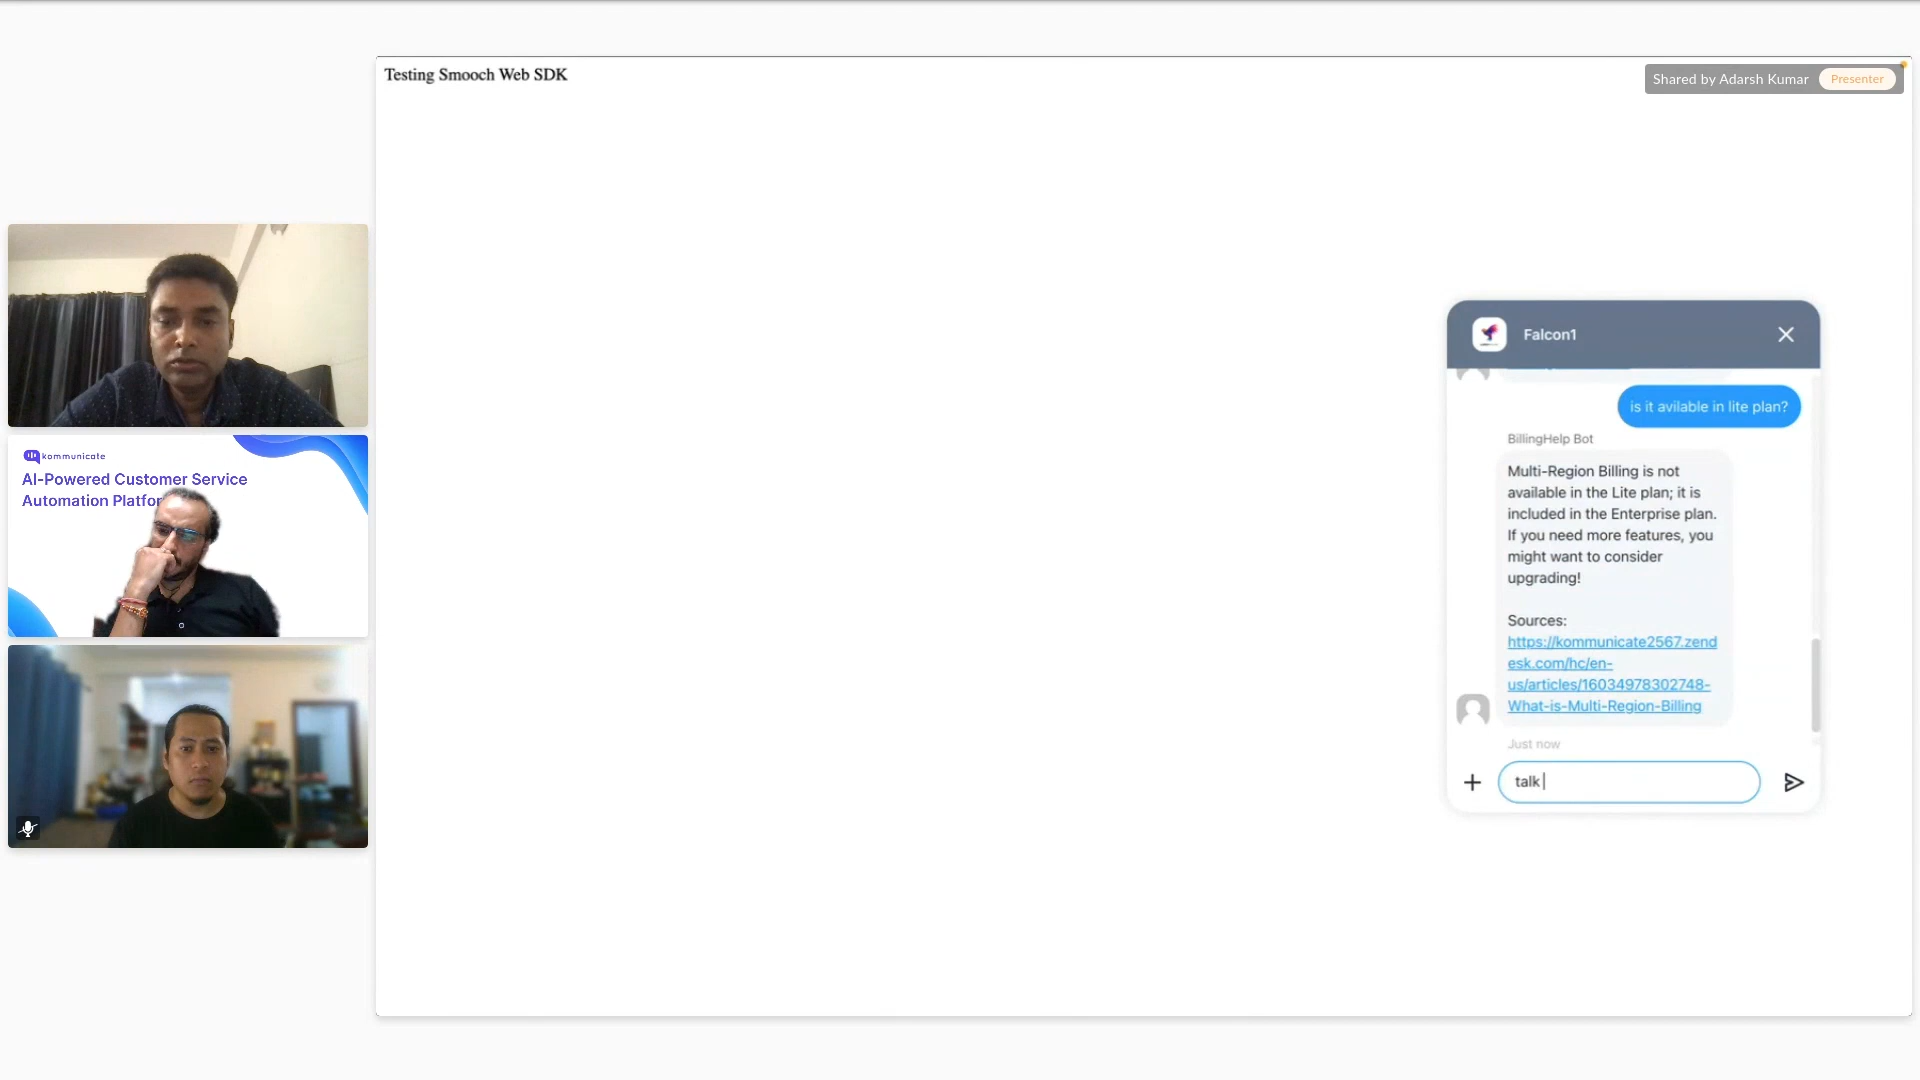 Testing Smooch Web SDK
Shared by Adarsh Kumar
Presenter
kommunicate
AI-Powered Customer Service
Automation Platfor
Falcon1
is it avilable in lite plan?
BillingHelp Bot
Multi-Region Billing is not
available in the Lite plan; it is
included in the Enterprise plan.
If you need more features, you
might want to consider
upgrading!
Sources:
https://kommunicate2567.zend
esk.com/hc/en-
us/articles/16034978302748-
What-is-Multi-Region-Billing
Just now
talk